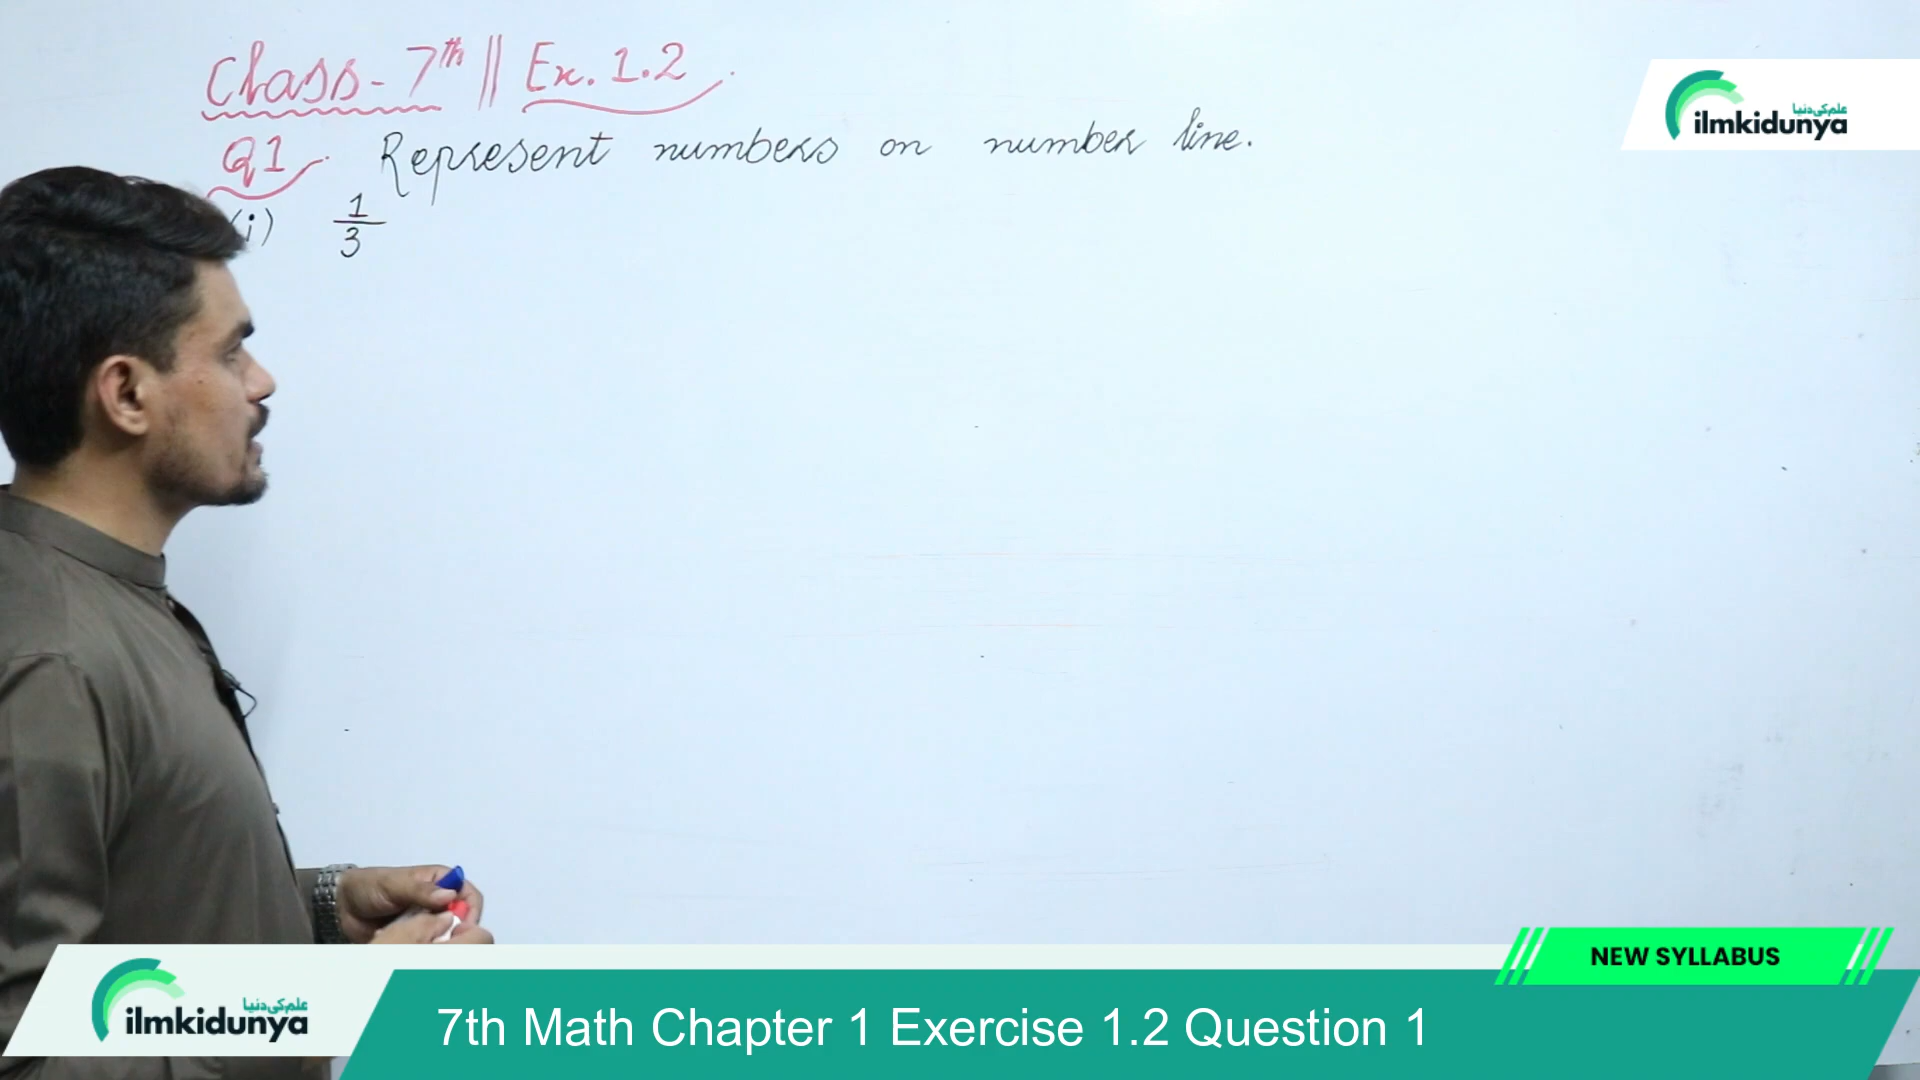 Class - 7th || Ex. 1.2
علم کی دنیا
ilmkidunya
Q1. Represent numbers on number line.
(i) 1/3
NEW SYLLABUS
علم کی دنیا
ilmkidunya
7th Math Chapter 1 Exercise 1.2 Question 1